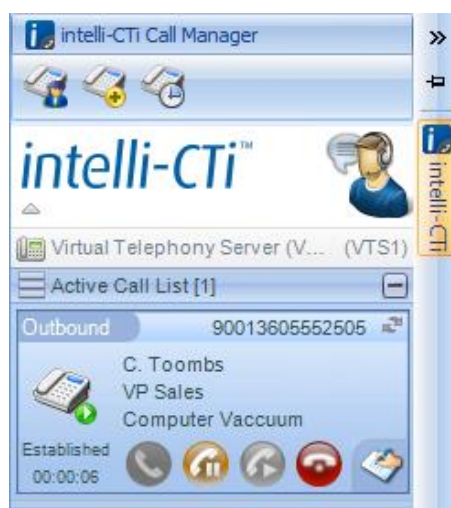 intelli-CTi Call Manager
intelli-CTi™
Virtual Telephony Server (V... (VTS1)
Active Call List [1]
Outbound 90013605552505
C. Toombs
VP Sales
Computer Vaccuum
Established
00:00:06
intelli-CTi